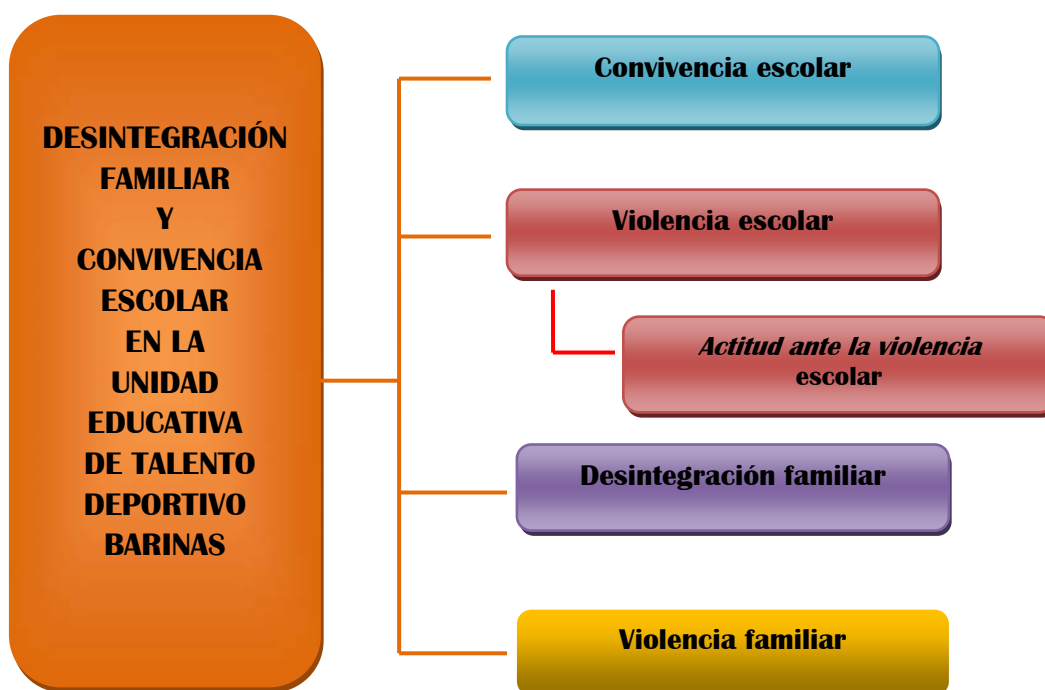 DESINTEGRACIÓN
FAMILIAR
Y
CONVIVENCIA
ESCOLAR
EN LA
UNIDAD
EDUCATIVA
DE TALENTO
DEPORTIVO
BARINAS
Convivencia escolar
Violencia escolar
Actitud ante la violencia
escolar
Desintegración familiar
Violencia familiar